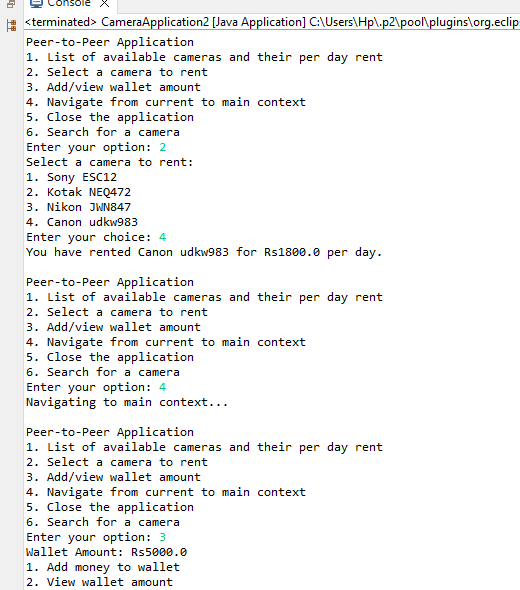 Console
<terminated> CameraApplication2 [Java Application] C:\Users\Hp\.p2\pool\plugins\org.eclip
Peer-to-Peer Application
1. List of available cameras and their per day rent
2. Select a camera to rent
3. Add/view wallet amount
4. Navigate from current to main context
5. Close the application
6. Search for a camera
Enter your option: 2
Select a camera to rent:
1. Sony ESC12
2. Kotak NEQ472
3. Nikon JWN847
4. Canon udkw983
Enter your choice: 4
You have rented Canon udkw983 for Rs1800.0 per day.
Peer-to-Peer Application
1. List of available cameras and their per day rent
2. Select a camera to rent
3. Add/view wallet amount
4. Navigate from current to main context
5. Close the application
6. Search for a camera
Enter your option: 4
Navigating to main context...
Peer-to-Peer Application
1. List of available cameras and their per day rent
2. Select a camera to rent
3. Add/view wallet amount
4. Navigate from current to main context
5. Close the application
6. Search for a camera
Enter your option: 3
Wallet Amount: Rs5000.0
1. Add money to wallet
2. View wallet amount